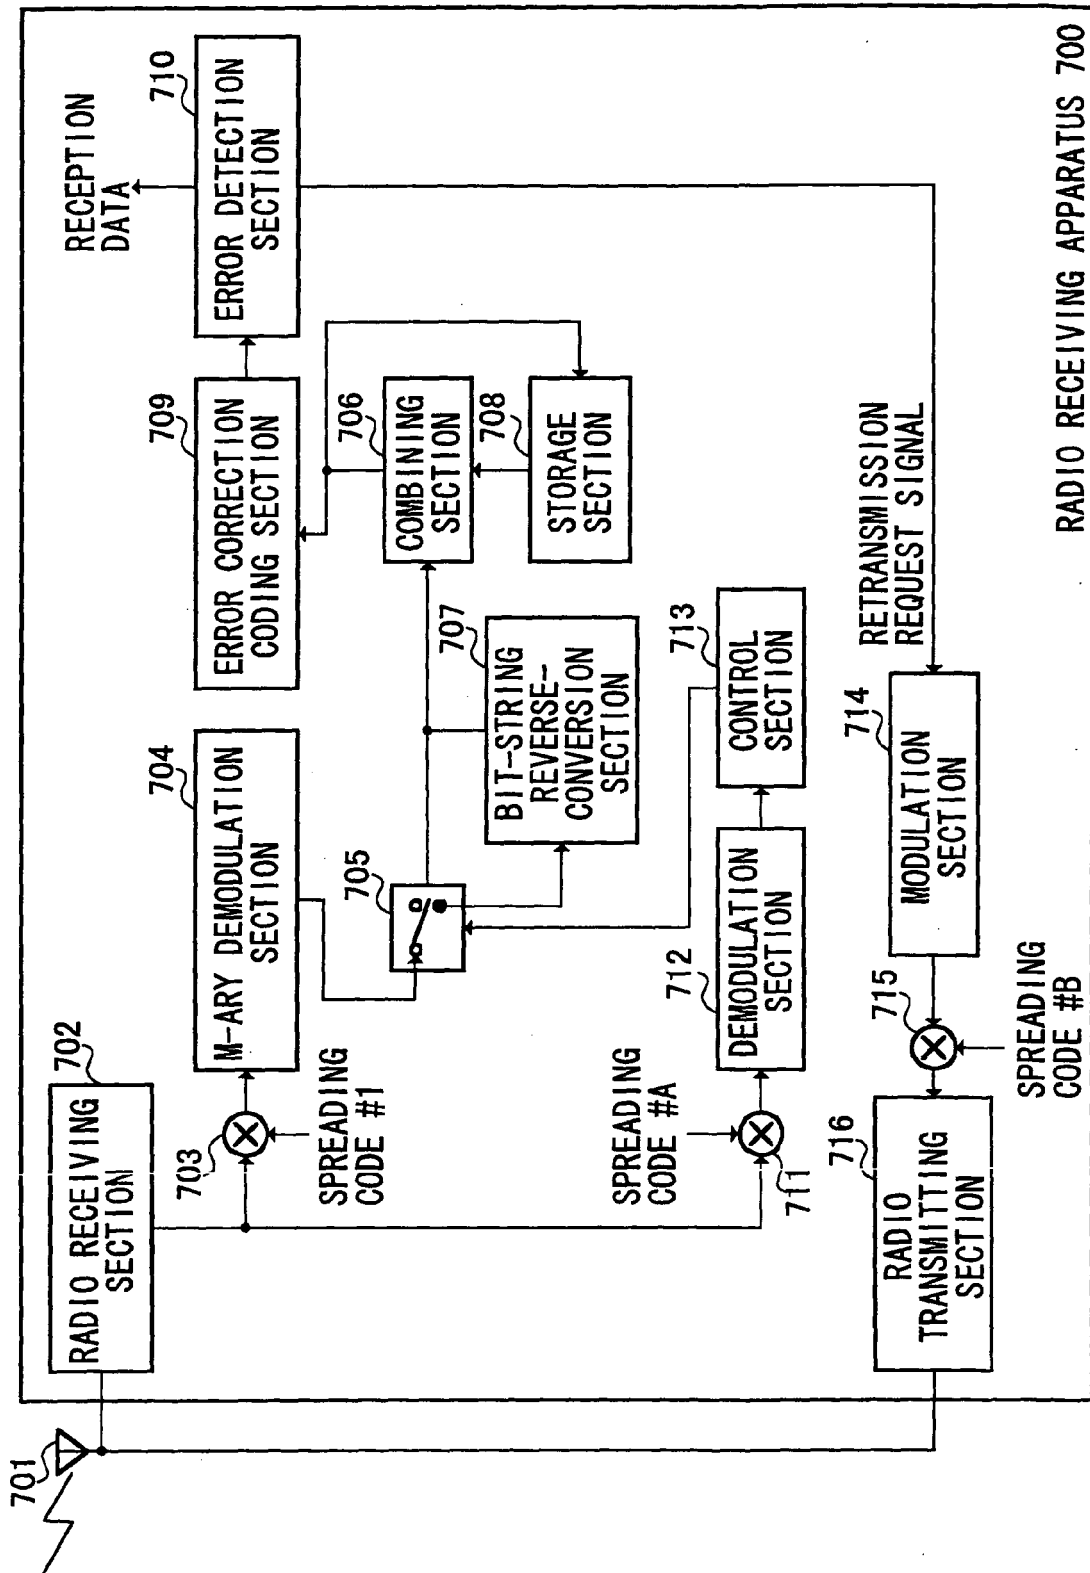 701
702
RADIO RECEIVING
SECTION
703
SPREADING
CODE #1
704
M-ARY DEMODULATION
SECTION
705
709
ERROR CORRECTION
CODING SECTION
706
COMBINING
SECTION
707
BIT-STRING
REVERSE-
CONVERSION
SECTION
708
STORAGE
SECTION
RECEPTION
DATA
710
ERROR DETECTION
SECTION
SPREADING
CODE #A
711
712
DEMODULATION
SECTION
713
CONTROL
SECTION
RETRANSMISSION
REQUEST SIGNAL
714
MODULATION
SECTION
715
SPREADING
CODE #B
716
RADIO
TRANSMITTING
SECTION
RADIO RECEIVING APPARATUS 700